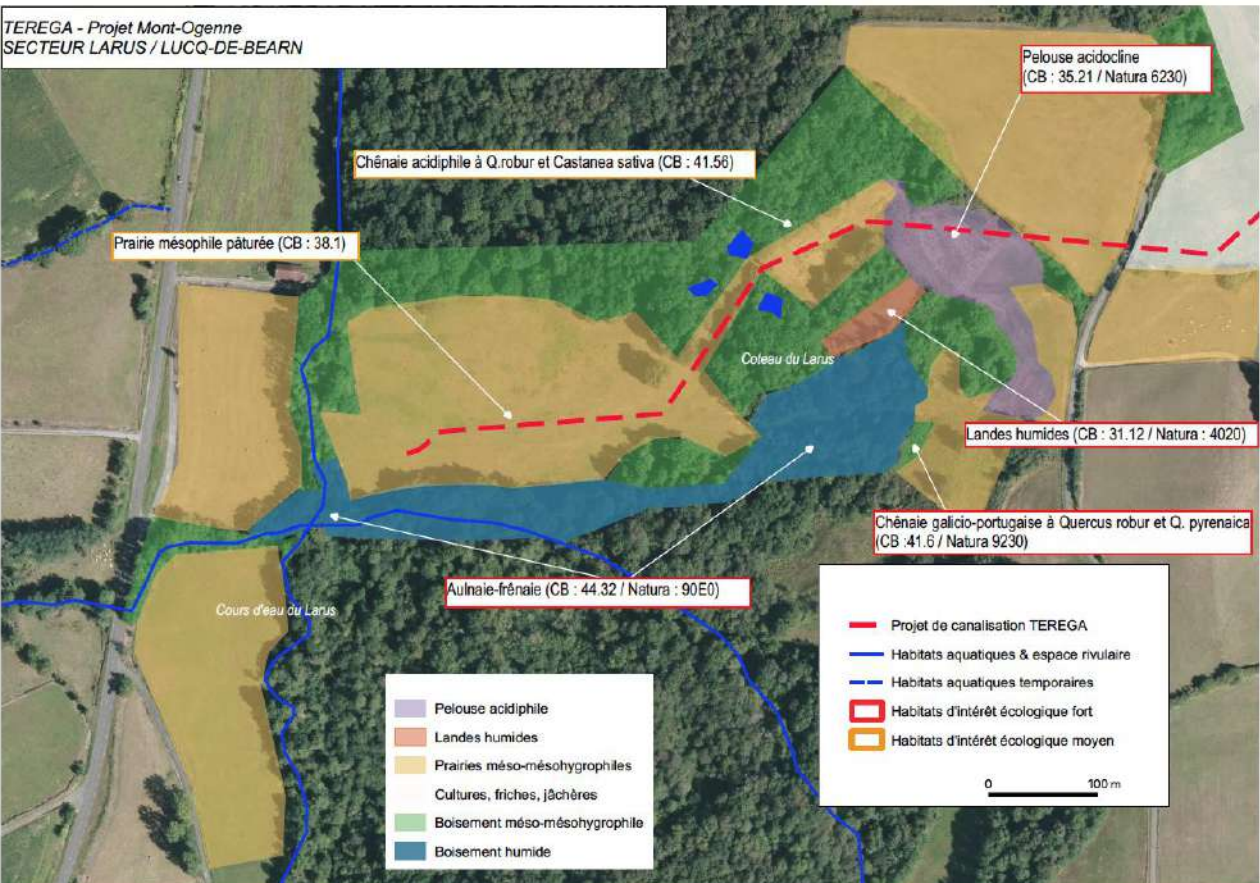 TEREGA - Projet Mont-Ogenne
SECTEUR LARUS / LUCQ-DE-BEARN
Pelouse acidocline
(CB : 35.21 / Natura 6230)
Chênaie acidiphile à Q.robur et Castanea sativa (CB : 41.56)
Prairie mésophile pâturée (CB : 38.1)
Coteau du Larus
Landes humides (CB : 31.12 / Natura : 4020)
Chênaie galicio-portugaise à Quercus robur et Q. pyrenaica
(CB :41.6 / Natura 9230)
Aulnaie-frênaie (CB : 44.32 / Natura : 90E0)
Cours d'eau du Larus
Projet de canalisation TEREGA
Habitats aquatiques & espace rivulaire
Habitats aquatiques temporaires
Habitats d'intérêt écologique fort
Habitats d'intérêt écologique moyen
0 100 m
Pelouse acidiphile
Landes humides
Prairies méso-mésohygrophiles
Cultures, friches, jâchères
Boisement méso-mésohygrophile
Boisement humide